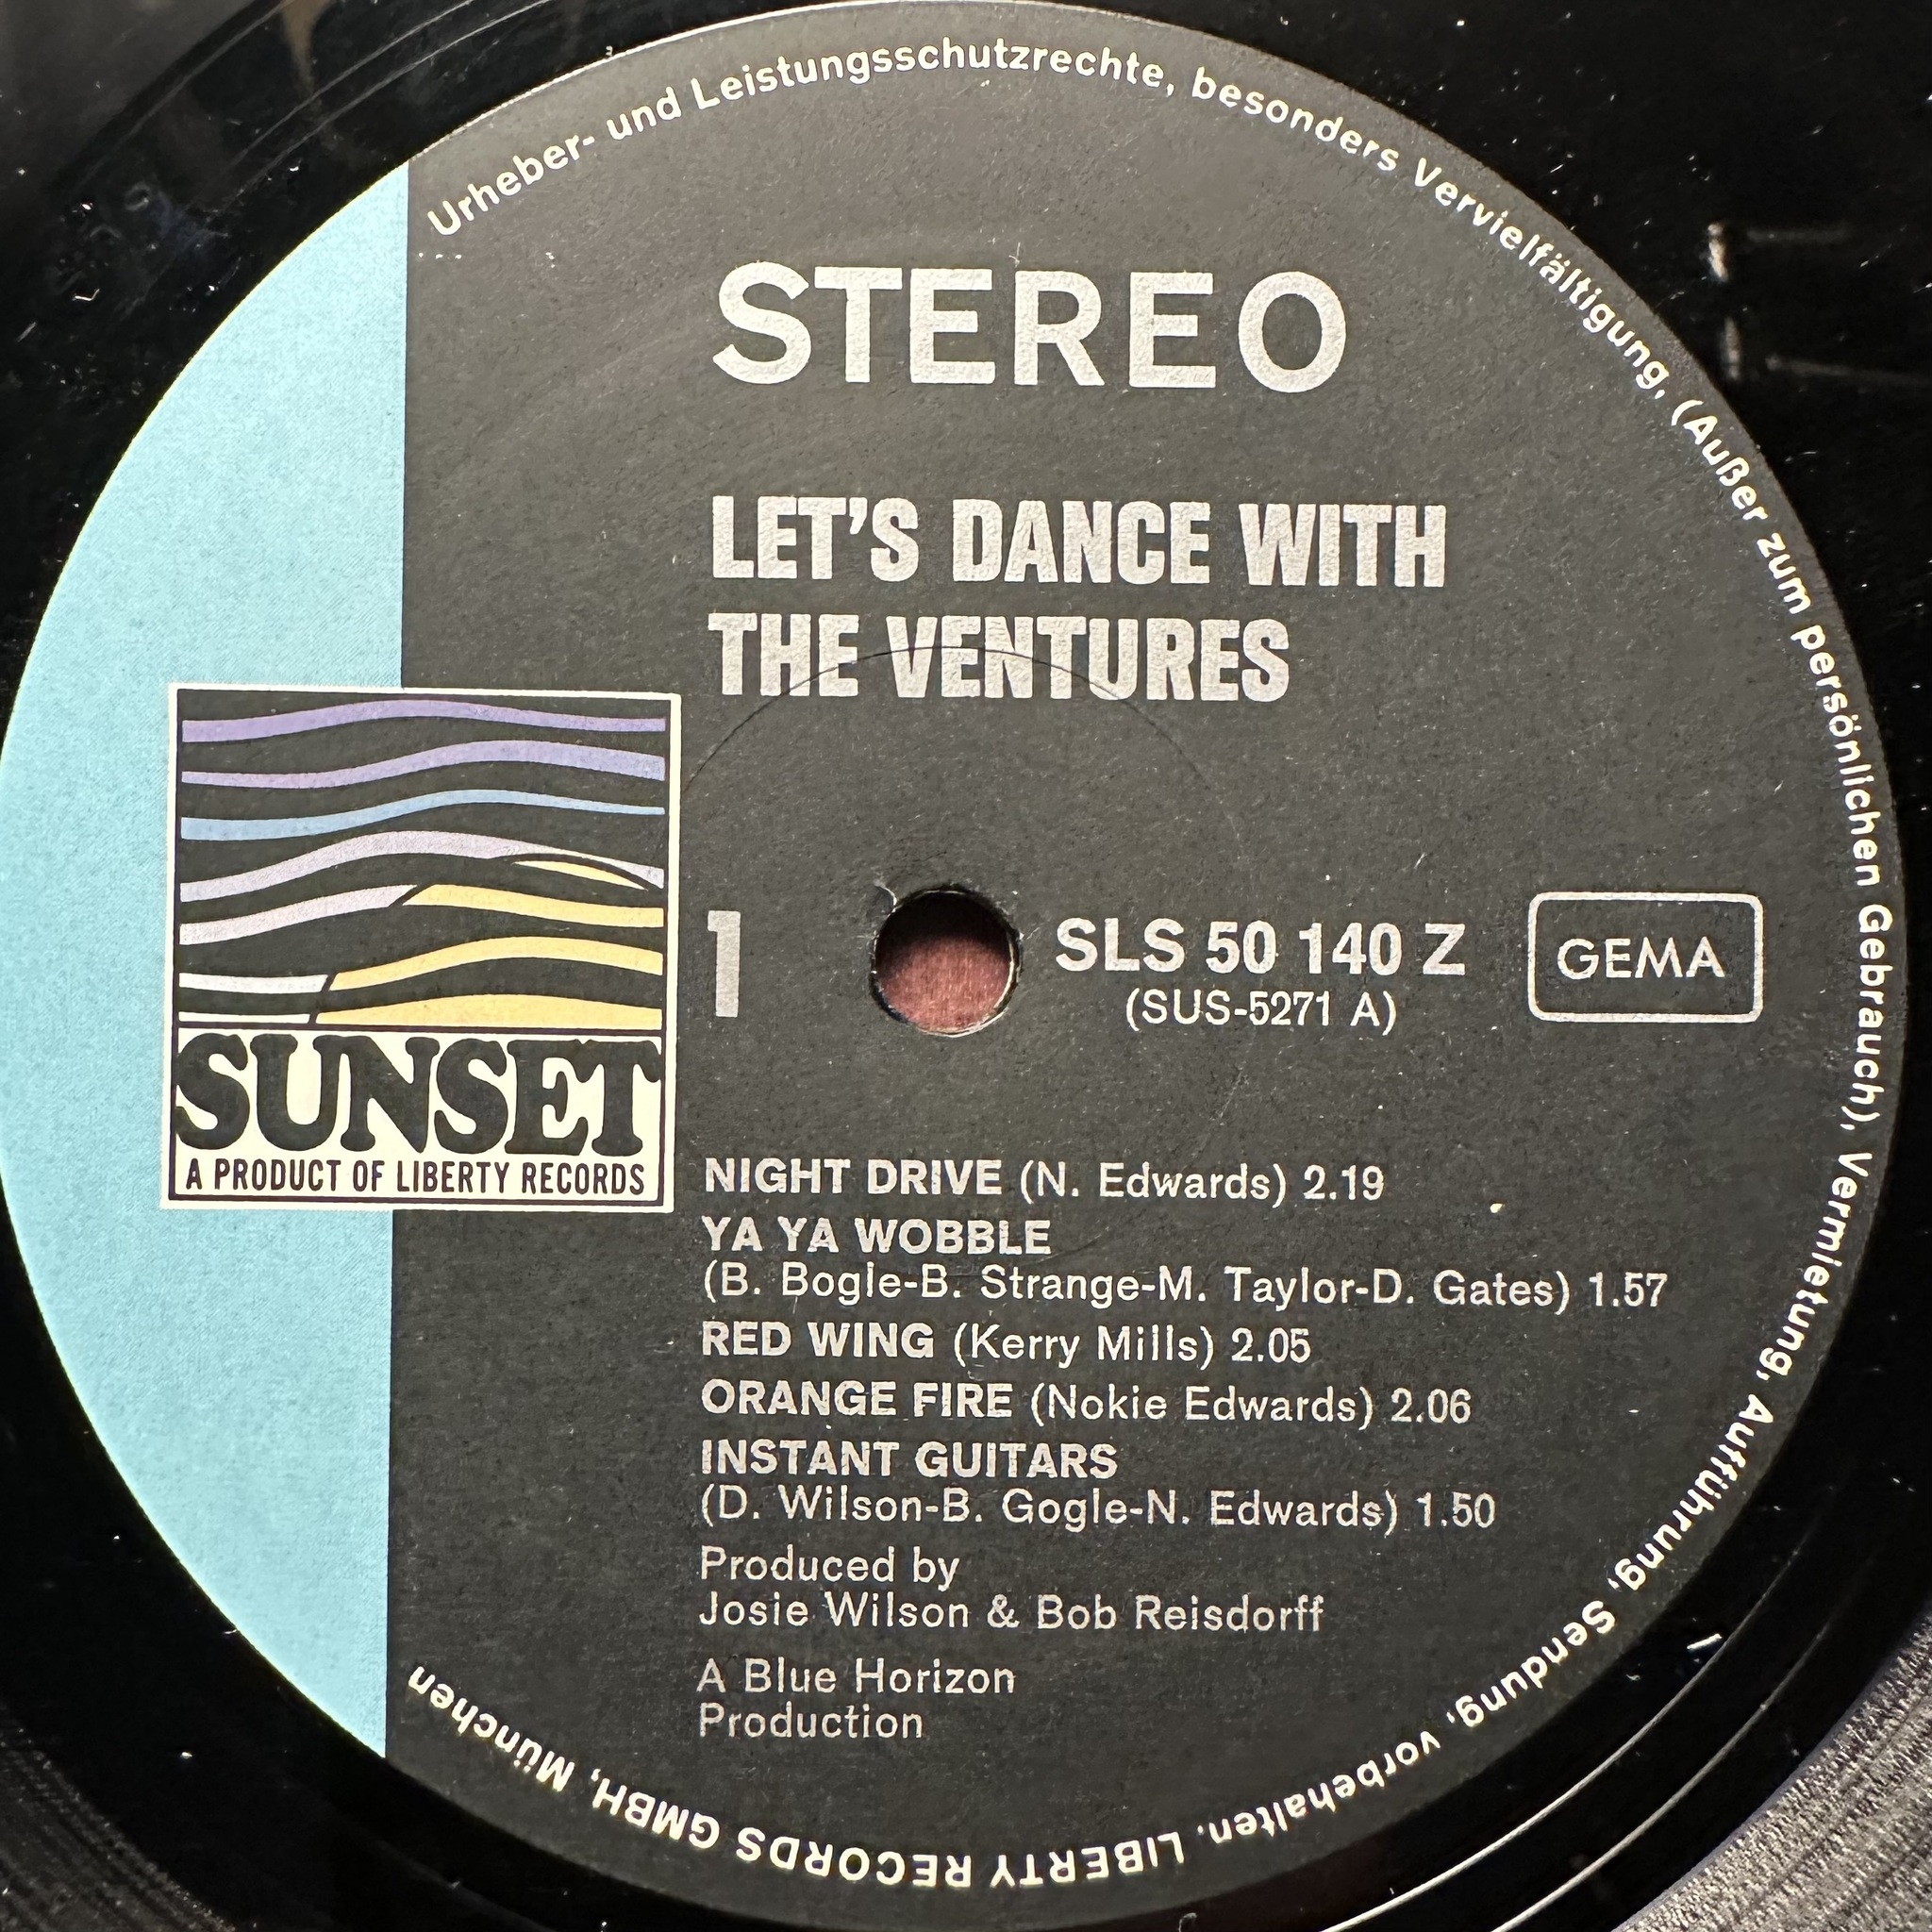 Urheber- und Leistungsschutzrechte, besonders Vervielfältigung, (Außer zum persönlichen Gebrauch), Vermietung, Aufführung, Sendung, vorbehalten. LIBERTY RECORDS GMBH, München
STEREO
LET'S DANCE WITH
THE VENTURES
1
SLS 50 140 Z
(SUS-5271 A)
GEMA
SUNSET
A PRODUCT OF LIBERTY RECORDS
NIGHT DRIVE (N. Edwards) 2.19
YA YA WOBBLE
(B. Bogle-B. Strange-M. Taylor-D. Gates) 1.57
RED WING (Kerry Mills) 2.05
ORANGE FIRE (Nokie Edwards) 2.06
INSTANT GUITARS
(D. Wilson-B. Gogle-N. Edwards) 1.50
Produced by
Josie Wilson & Bob Reisdorff
A Blue Horizon
Production